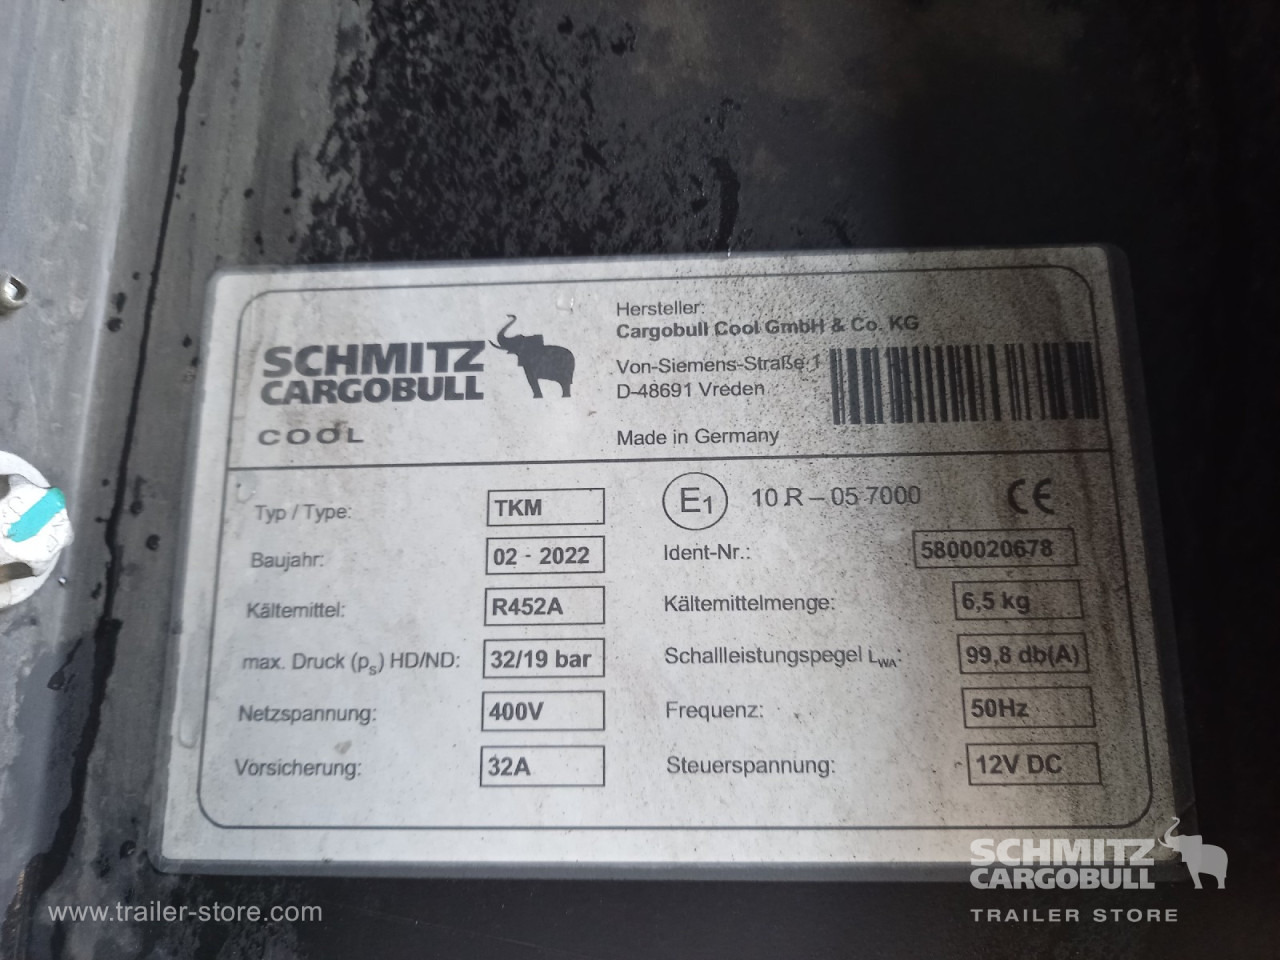 SCHMITZ
CARGOBULL
COOL
Hersteller:
Cargobull Cool GmbH & Co. KG
Von-Siemens-Straße 1
D-48691 Vreden
Made in Germany
Typ / Type: TKM
Baujahr: 02 - 2022
Kältemittel: R452A
max. Druck (ps) HD/ND: 32/19 bar
Netzspannung: 400V
Vorsicherung: 32A
E1 10 R - 05 7000 CE
Ident-Nr.: 5800020678
Kältemittelmenge: 6,5 kg
Schallleistungspegel LWA: 99,8 db(A)
Frequenz: 50Hz
Steuerspannung: 12V DC
SCHMITZ
CARGOBULL
TRAILER STORE
www.trailer-store.com